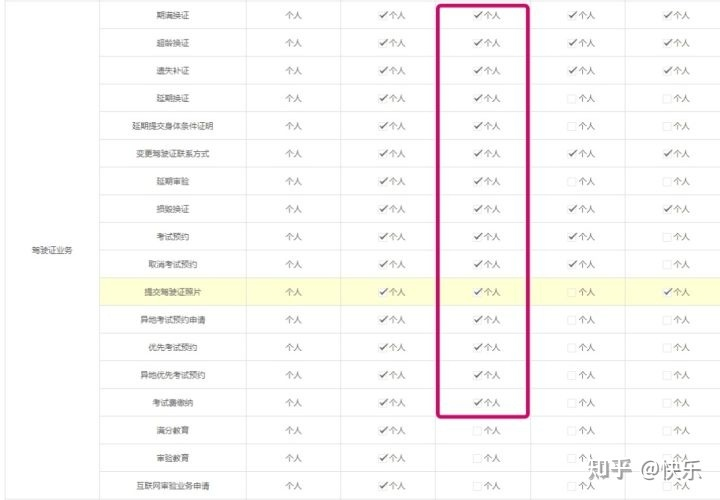 期满换证 个人 ✓个人 ✓个人 ✓个人 ✓个人
超龄换证 个人 ✓个人 ✓个人 ✓个人 ✓个人
遗失补证 个人 ✓个人 ✓个人 ✓个人 ✓个人
延期换证 个人 ✓个人 ✓个人 个人 个人
延期提交身体条件证明 个人 ✓个人 ✓个人 个人 个人
变更驾驶证联系方式 个人 ✓个人 ✓个人 ✓个人 ✓个人
延期审验 个人 ✓个人 ✓个人 个人 个人
损毁换证 个人 ✓个人 ✓个人 ✓个人 ✓个人
考试预约 个人 ✓个人 ✓个人 ✓个人 个人
驾驶证业务
取消考试预约 个人 ✓个人 ✓个人 ✓个人 个人
提交驾驶证照片 个人 ✓个人 ✓个人 个人 ✓个人
异地考试预约申请 个人 ✓个人 ✓个人 个人 个人
优先考试预约 个人 ✓个人 ✓个人 个人 个人
异地优先考试预约 个人 ✓个人 ✓个人 个人 个人
考试费缴纳 个人 ✓个人 ✓个人 个人 个人
满分教育 个人 ✓个人 个人 个人 个人
审验教育 个人 ✓个人 个人 个人 个人
互联网审验业务申请 个人 ✓个人 个人 个人 个人
知乎 @快乐